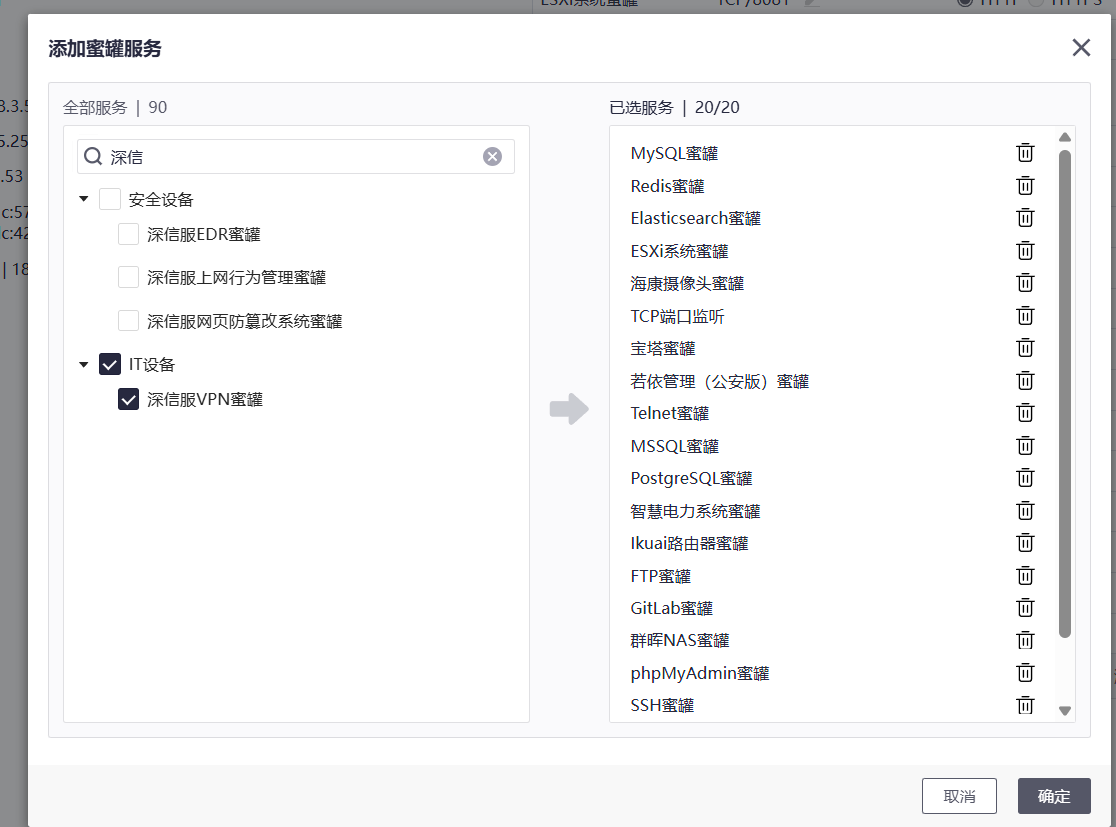 添加蜜罐服务
全部服务 | 90
深信
安全设备
深信服EDR蜜罐
深信服上网行为管理蜜罐
深信服网页防篡改系统蜜罐
IT设备
深信服VPN蜜罐
已选服务 | 20/20
MySQL蜜罐
Redis蜜罐
Elasticsearch蜜罐
ESXi系统蜜罐
海康摄像头蜜罐
TCP端口监听
宝塔蜜罐
若依管理（公安版）蜜罐
Telnet蜜罐
MSSQL蜜罐
PostgreSQL蜜罐
智慧电力系统蜜罐
Ikuai路由器蜜罐
FTP蜜罐
GitLab蜜罐
群晖NAS蜜罐
phpMyAdmin蜜罐
SSH蜜罐
取消
确定